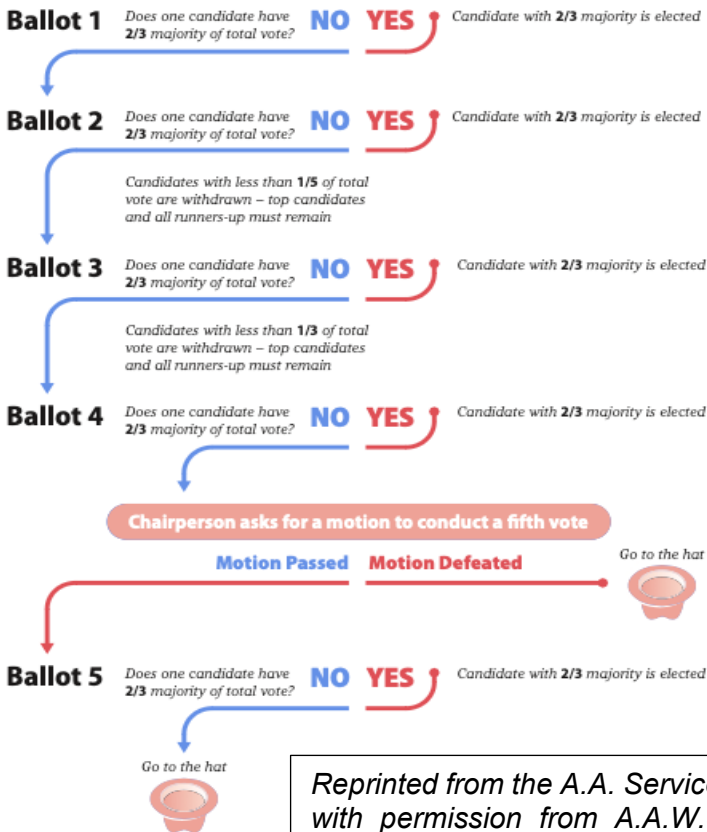 Ballot 1 Does one candidate have NO YES Candidate with 2/3 majority is elected
2/3 majority of total vote?
Ballot 2 Does one candidate have NO YES Candidate with 2/3 majority is elected
2/3 majority of total vote?
Candidates with less than 1/5 of total
vote are withdrawn – top candidates
and all runners-up must remain
Ballot 3 Does one candidate have NO YES Candidate with 2/3 majority is elected
2/3 majority of total vote?
Candidates with less than 1/3 of total
vote are withdrawn – top candidates
and all runners-up must remain
Ballot 4 Does one candidate have NO YES Candidate with 2/3 majority is elected
2/3 majority of total vote?
Chairperson asks for a motion to conduct a fifth vote
Motion Passed Motion Defeated Go to the hat
Ballot 5 Does one candidate have NO YES Candidate with 2/3 majority is elected
2/3 majority of total vote?
Go to the hat
Reprinted from the A.A. Service
with permission from A.A.W.